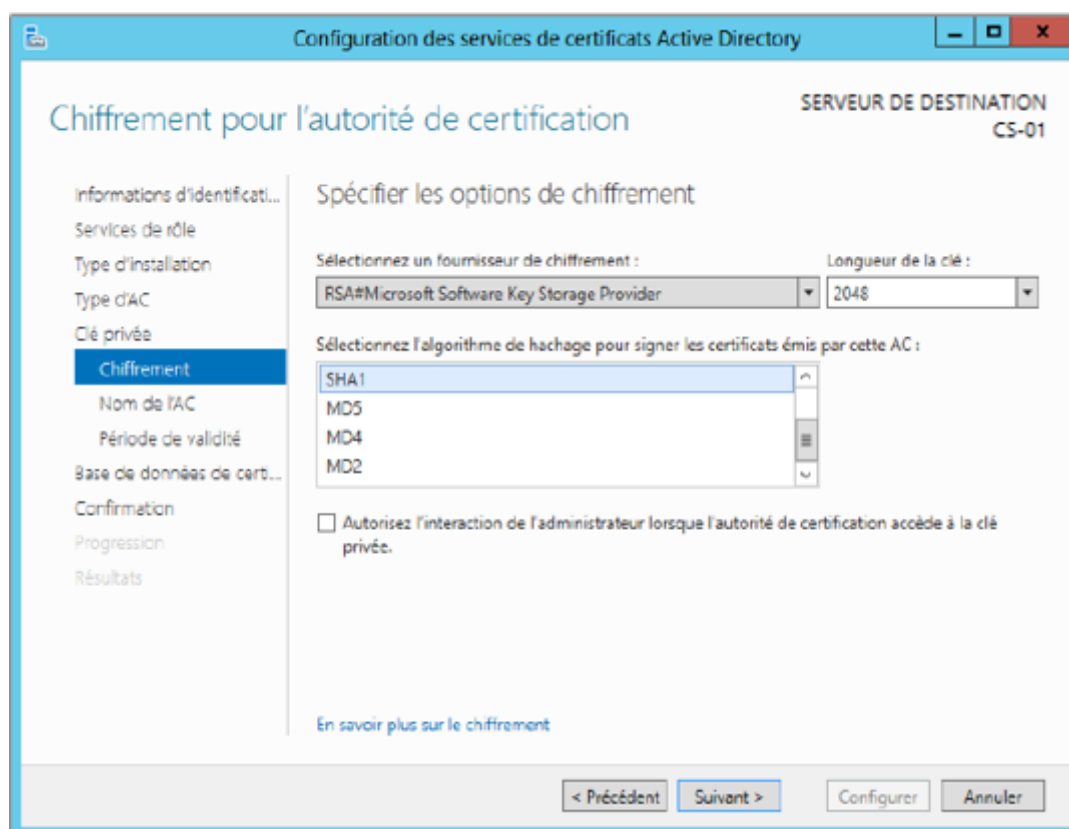 Configuration des services de certificats Active Directory
Chiffrement pour l'autorité de certification
SERVEUR DE DESTINATION
CS-01
Informations d'identificati...
Services de rôle
Type d'installation
Type d'AC
Clé privée
Chiffrement
Nom de l'AC
Période de validité
Base de données de certi...
Confirmation
Progression
Résultats
Spécifier les options de chiffrement
Sélectionnez un fournisseur de chiffrement :
Longueur de la clé :
RSA#Microsoft Software Key Storage Provider
2048
Sélectionnez l'algorithme de hachage pour signer les certificats émis par cette AC :
SHA1
MD5
MD4
MD2
Autorisez l'interaction de l'administrateur lorsque l'autorité de certification accède à la clé
privée.
En savoir plus sur le chiffrement
< Précédent
Suivant >
Configurer
Annuler